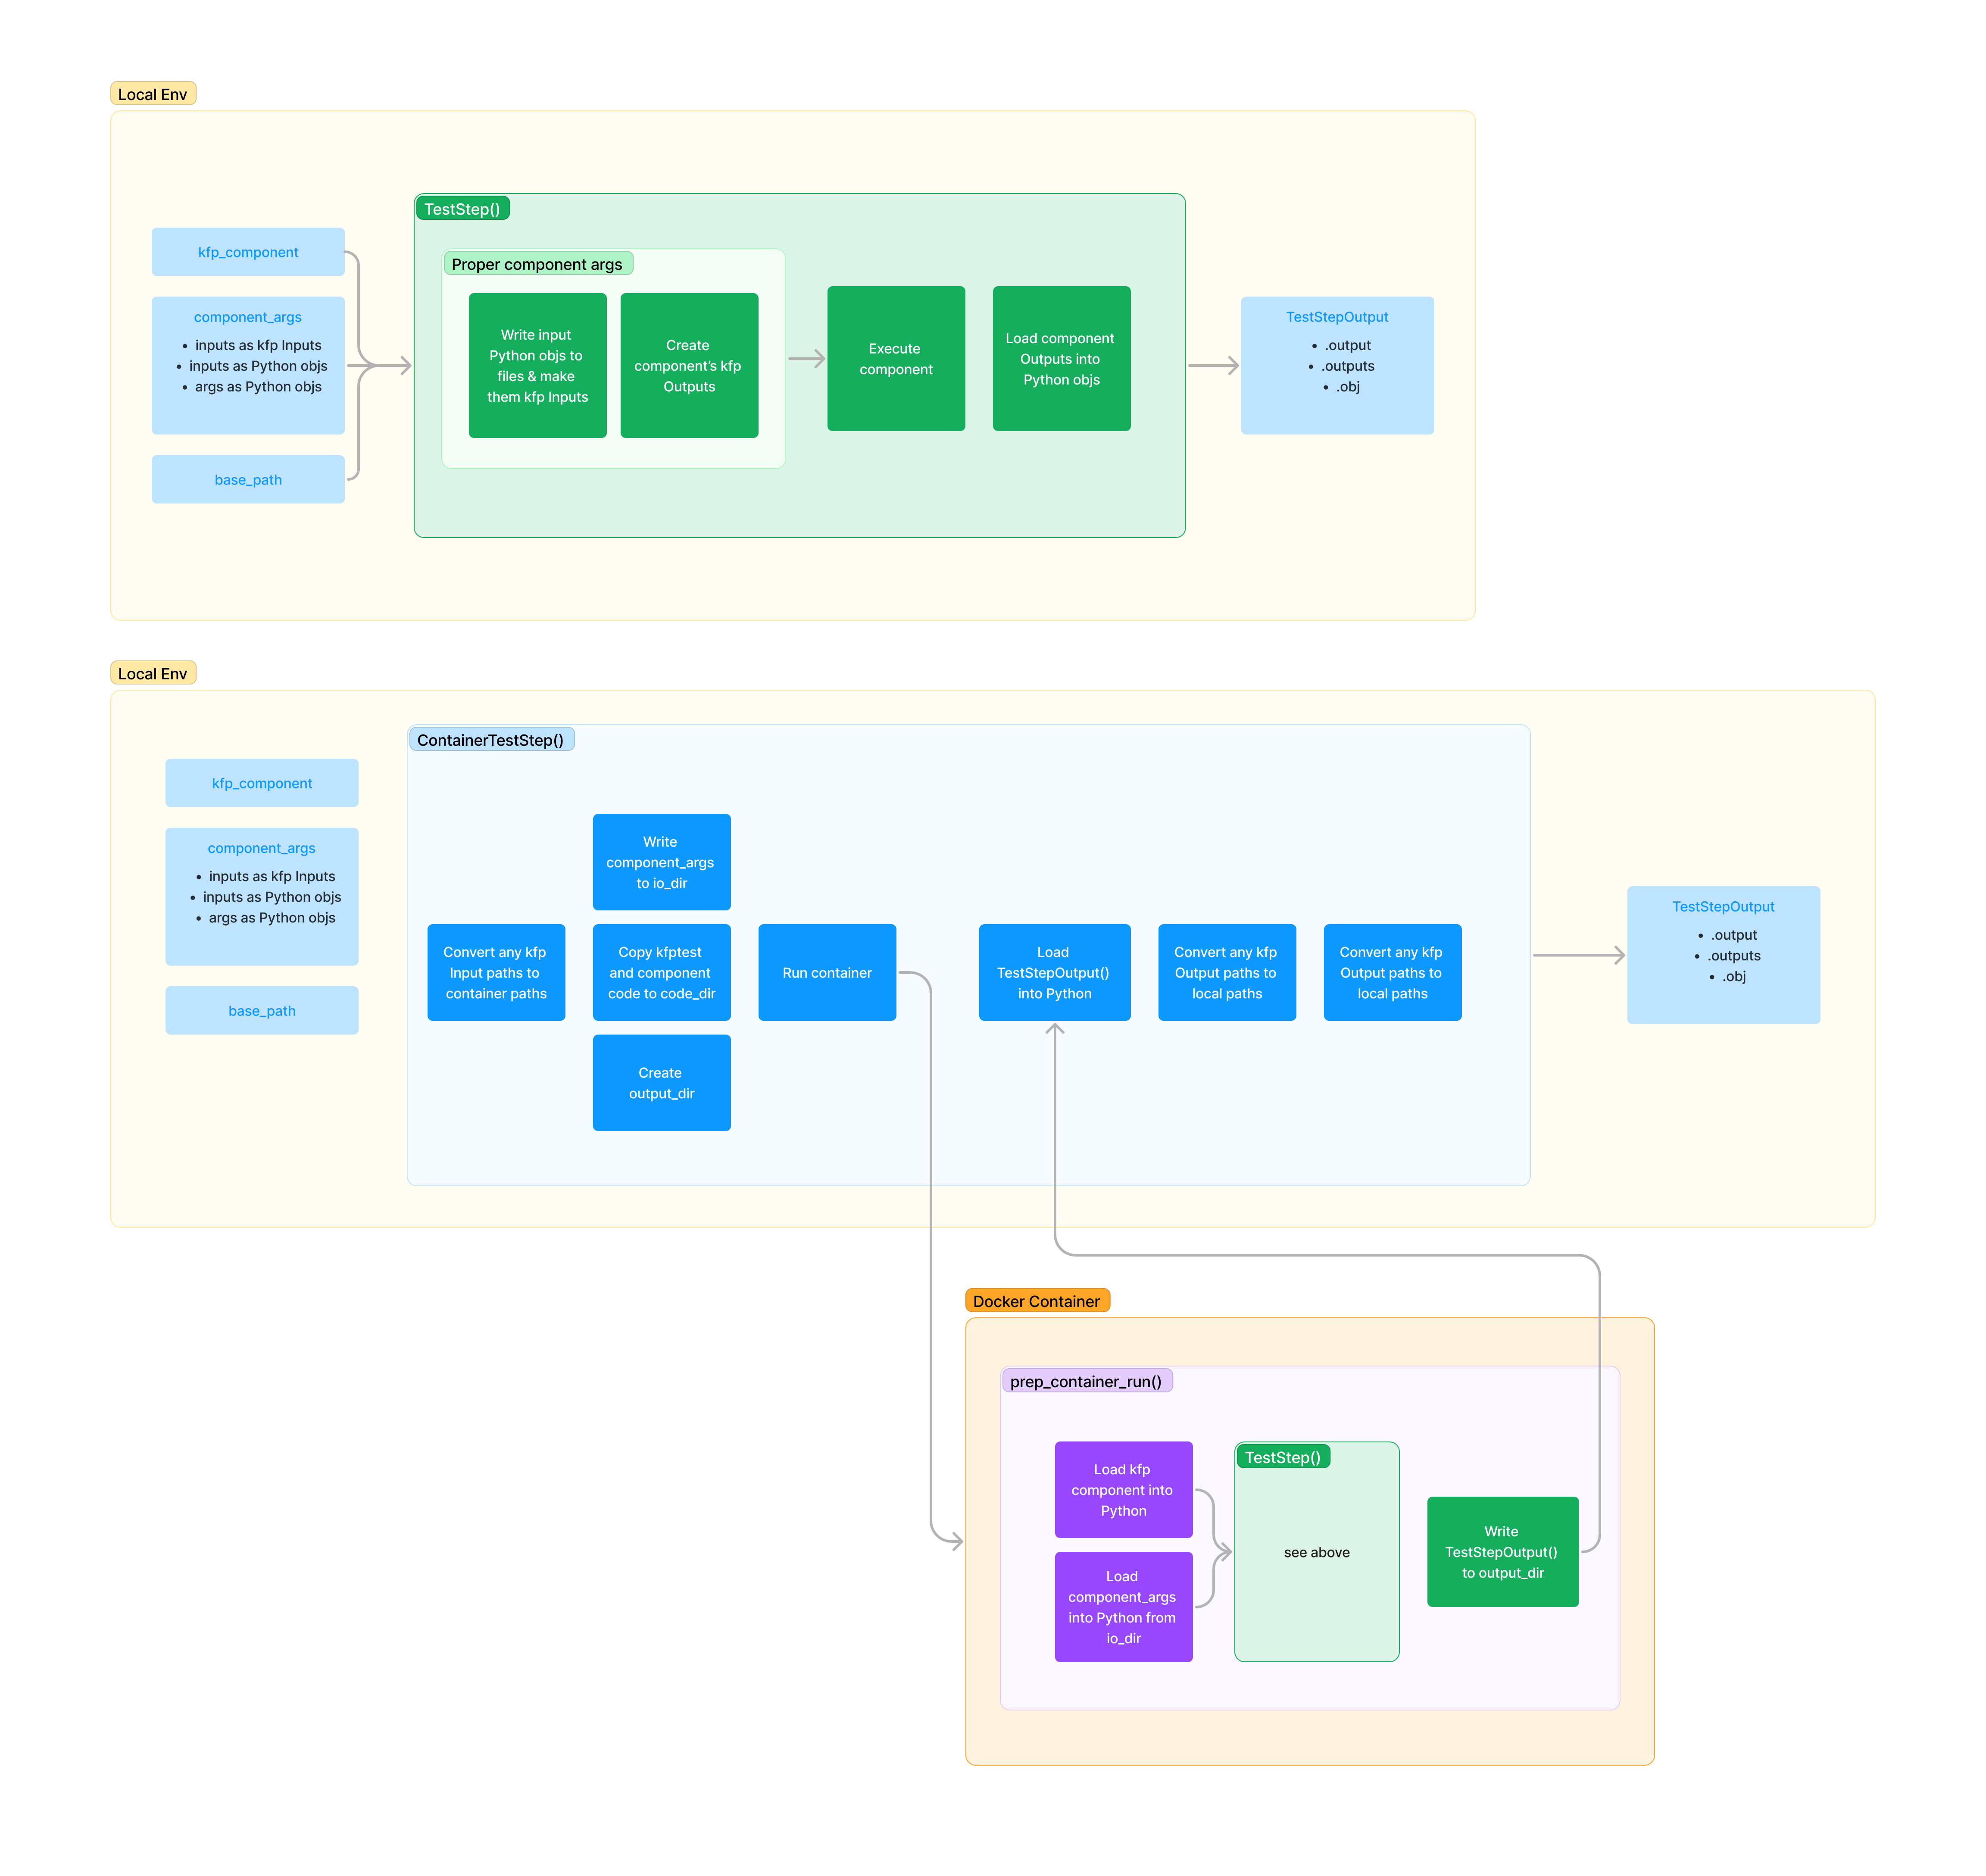 Local Env
TestStep()
kfp_component
component_args
• inputs as kfp Inputs
• inputs as Python objs
• args as Python objs
base_path
Proper component args
Write input
Python objs to
files & make
them kfp Inputs
Create
component’s kfp
Outputs
Execute
component
Load component
Outputs into
Python objs
TestStepOutput
• .output
• .outputs
• .obj
Local Env
ContainerTestStep()
kfp_component
component_args
• inputs as kfp Inputs
• inputs as Python objs
• args as Python objs
base_path
Convert any kfp
Input paths to
container paths
Write
component_args
to io_dir
Copy kfptest
and component
code to code_dir
Create
output_dir
Run container
Load
TestStepOutput()
into Python
Convert any kfp
Output paths to
local paths
Convert any kfp
Output paths to
local paths
TestStepOutput
• .output
• .outputs
• .obj
Docker Container
prep_container_run()
Load kfp
component into
Python
Load
component_args
into Python from
io_dir
TestStep()
see above
Write
TestStepOutput()
to output_dir